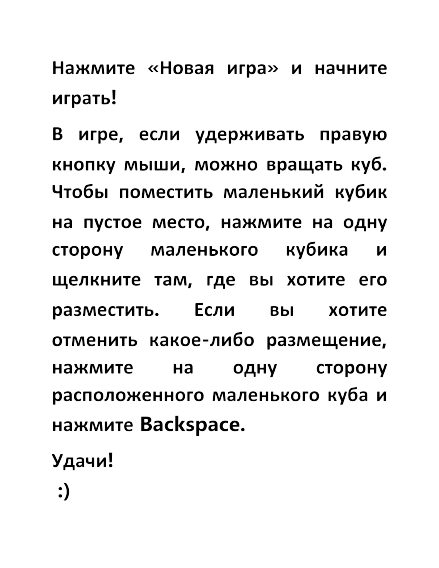 Нажмите «Новая игра» и начните
играть!
В игре, если удерживать правую
кнопку мыши, можно вращать куб.
Чтобы поместить маленький кубик
на пустое место, нажмите на одну
сторону маленького кубика и
щелкните там, где вы хотите его
разместить. Если вы хотите
отменить какое-либо размещение,
нажмите на одну сторону
расположенного маленького куба и
нажмите Backspace.
Удачи!
:)